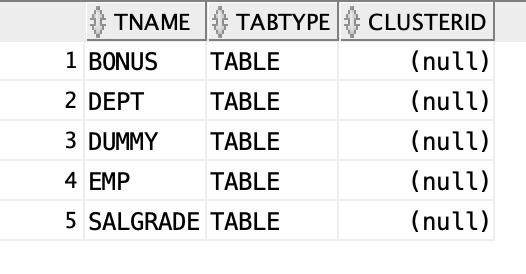 TNAME TABTYPE CLUSTERID
1 BONUS TABLE (null)
2 DEPT TABLE (null)
3 DUMMY TABLE (null)
4 EMP TABLE (null)
5 SALGRADE TABLE (null)